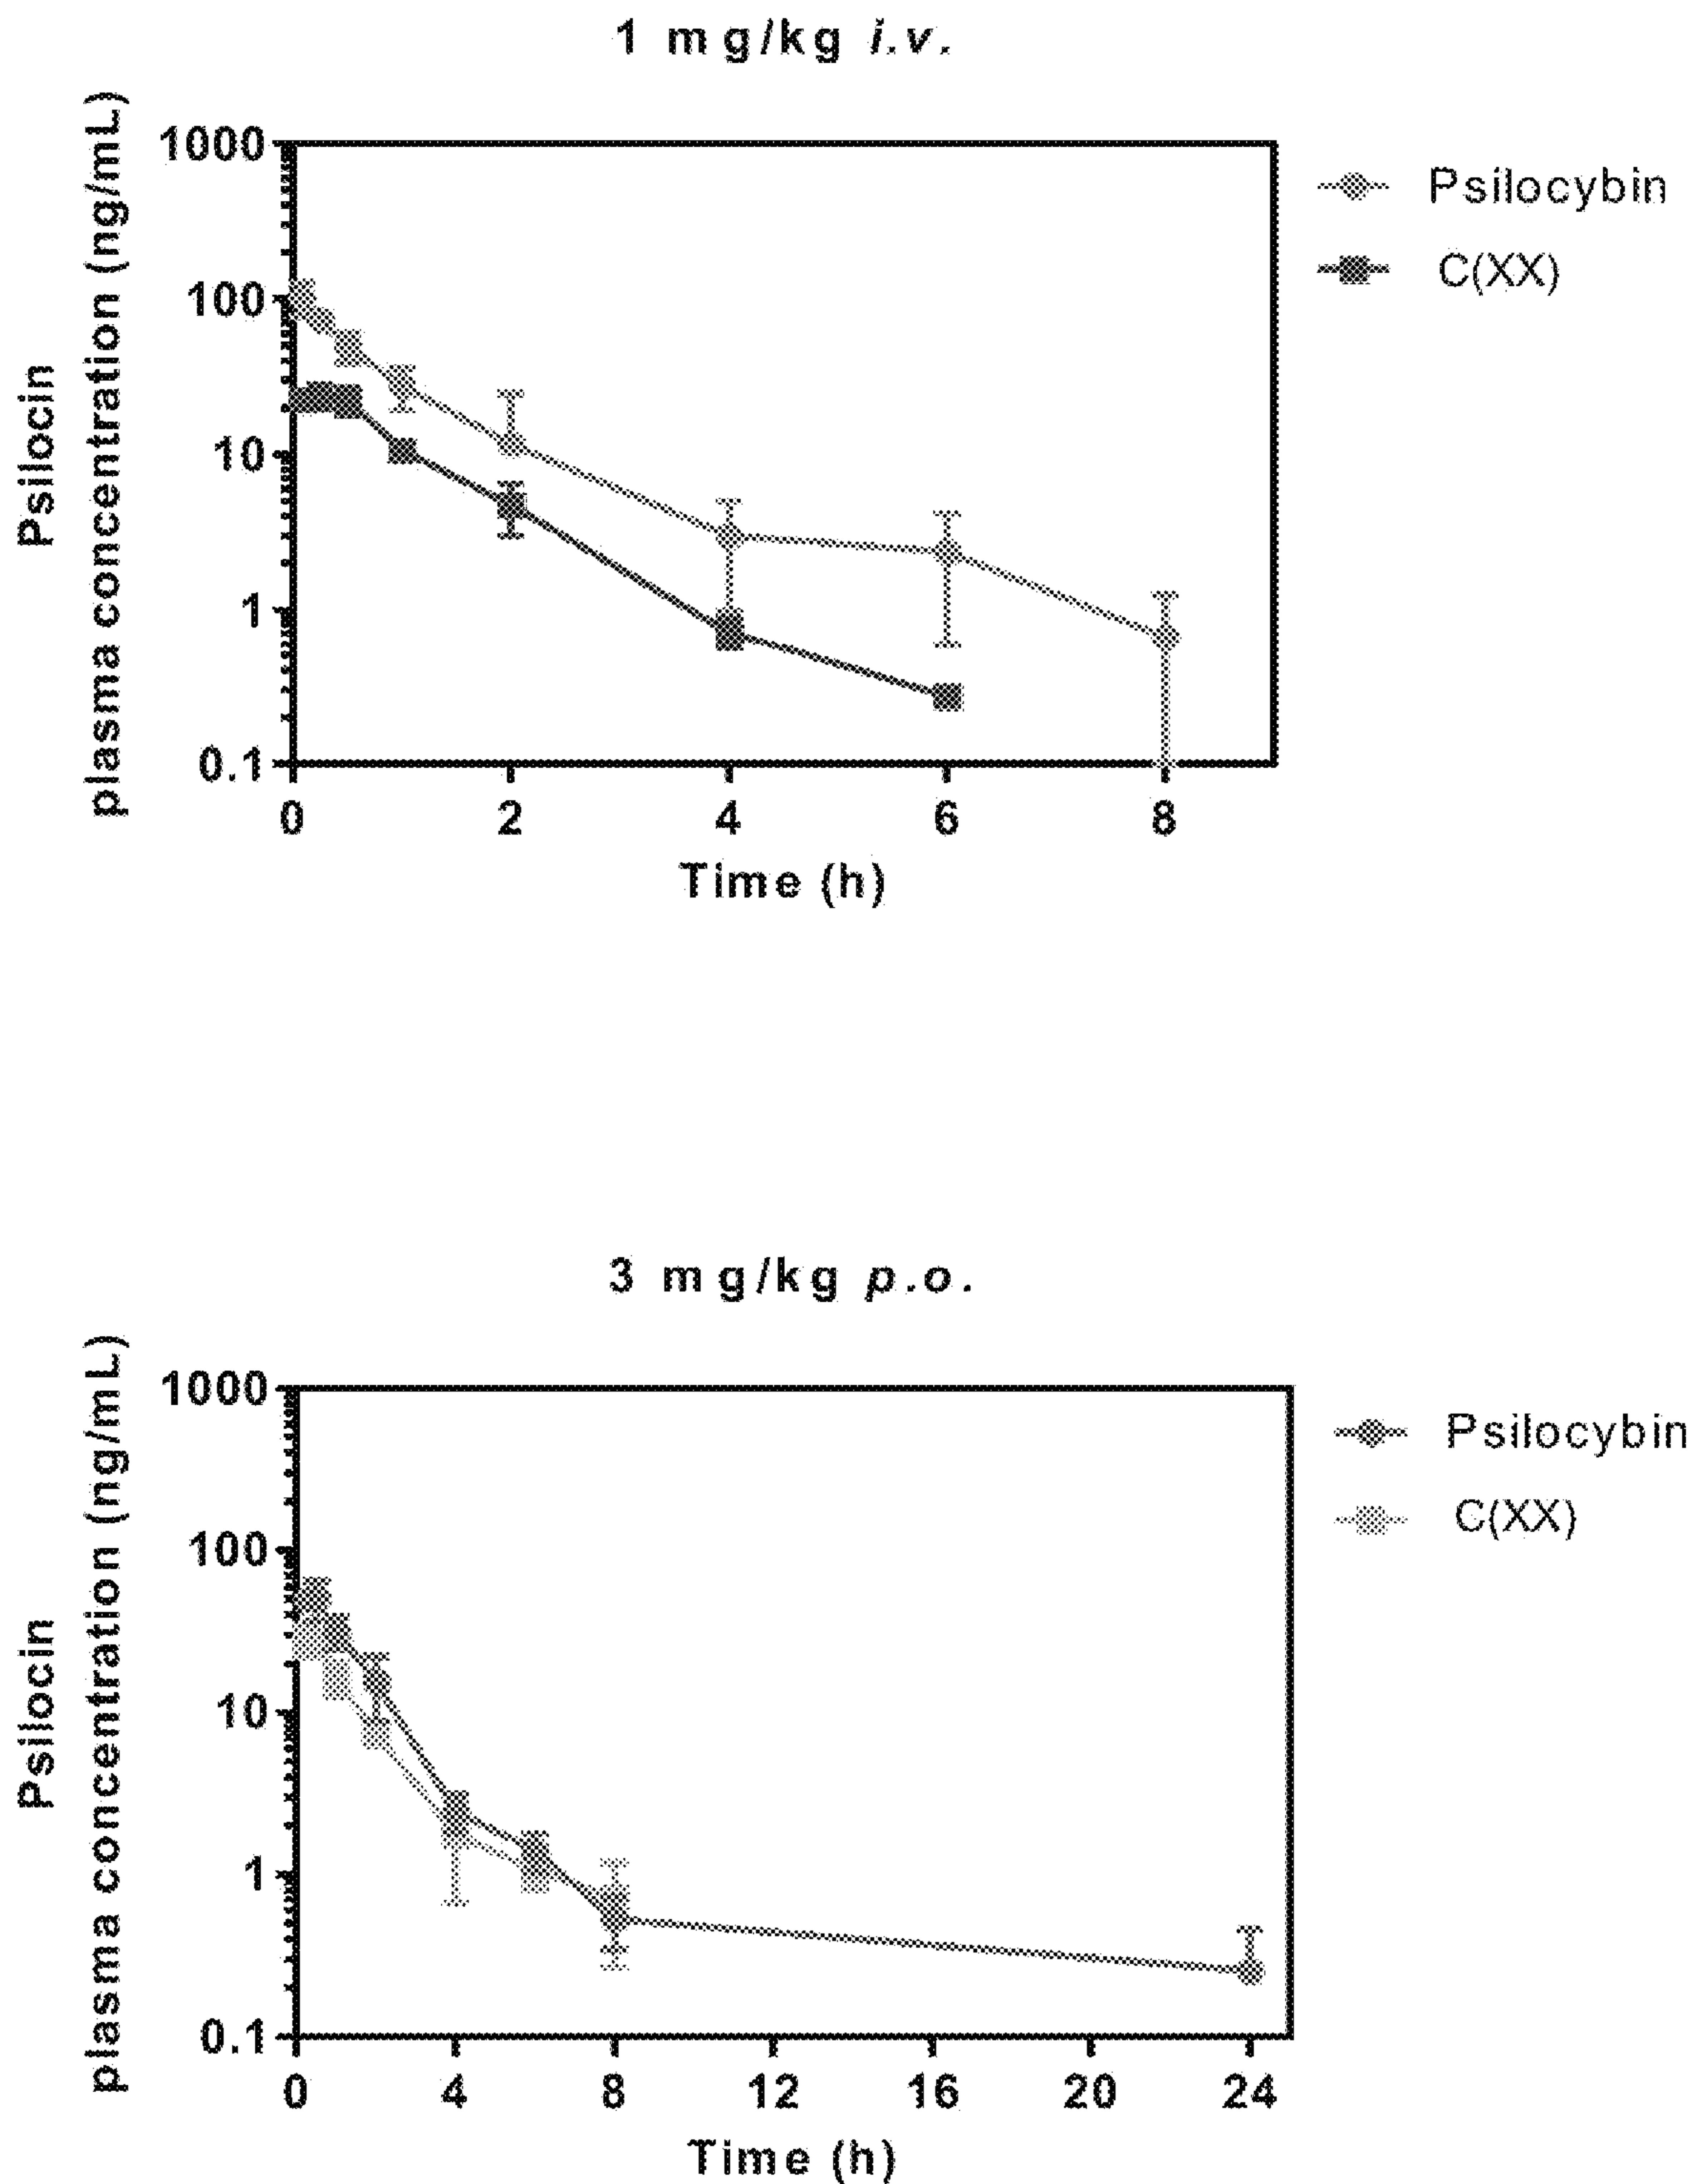 1 mg/kg i.v.
Psilocin
plasma concentration (ng/mL)
1000
100
10
1
0.1
0 2 4 6 8
Time (h)
Psilocybin
C(XX)
3 mg/kg p.o.
Psilocin
plasma concentration (ng/mL)
1000
100
10
1
0.1
0 4 8 12 16 20 24
Time (h)
Psilocybin
C(XX)